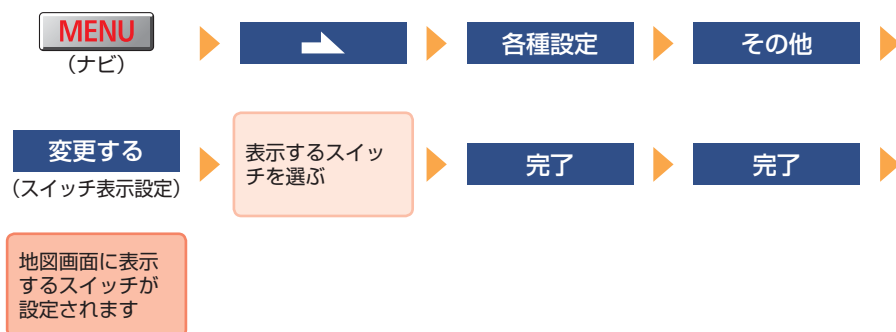 MENU
(ナビ)
各種設定
その他
変更する
(スイッチ表示設定)
表示するスイッ
チを選ぶ
完了
完了
地図画面に表示
するスイッチが
設定されます